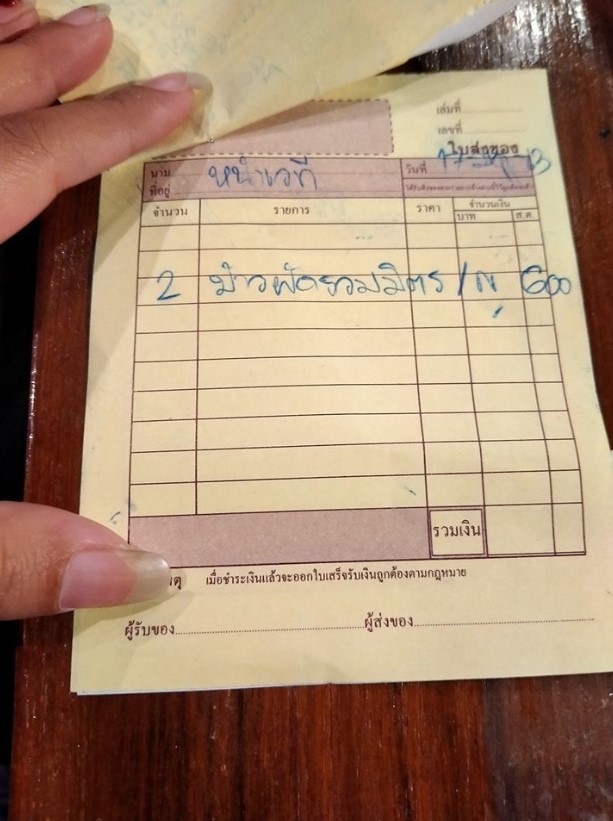 เล่มที่
เลขที่
ใบส่งของ
นาม หน้าเวที วันที่
ที่อยู่
จำนวน รายการ ราคา จำนวนเงิน
บาท ส.ต.
2 ข้าวผัดรวมมิตร / ญ 600
รวมเงิน
เมื่อชำระเงินแล้วจะออกใบเสร็จรับเงินถูกต้องตามกฎหมาย
ผู้รับของ ผู้ส่งของ